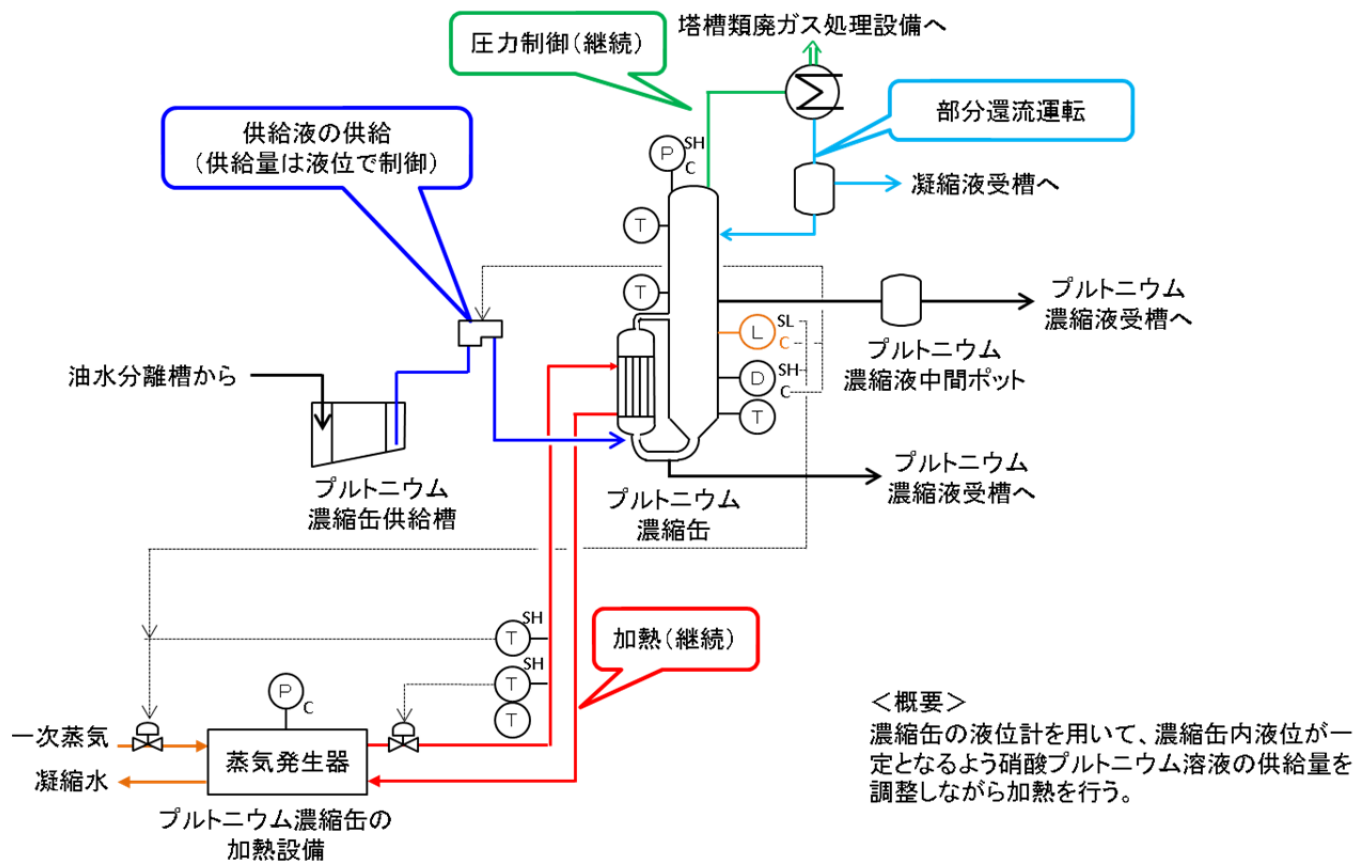 塔槽類廃ガス処理設備へ
圧力制御(継続)
部分還流運転
供給液の供給
(供給量は液位で制御)
P
SH
C
凝縮液受槽へ
T
T
プルトニウム
濃縮液受槽へ
L
SL
C
プルトニウム
濃縮液中間ポット
油水分離槽から
D
SH
C
T
プルトニウム
濃縮液受槽へ
プルトニウム
濃縮缶供給槽
プルトニウム
濃縮缶
T
SH
加熱(継続)
T
SH
T
P
C
一次蒸気
蒸気発生器
凝縮水
プルトニウム濃縮缶の
加熱設備
<概要>
濃縮缶の液位計を用いて、濃縮缶内液位が一
定となるよう硝酸プルトニウム溶液の供給量を
調整しながら加熱を行う。